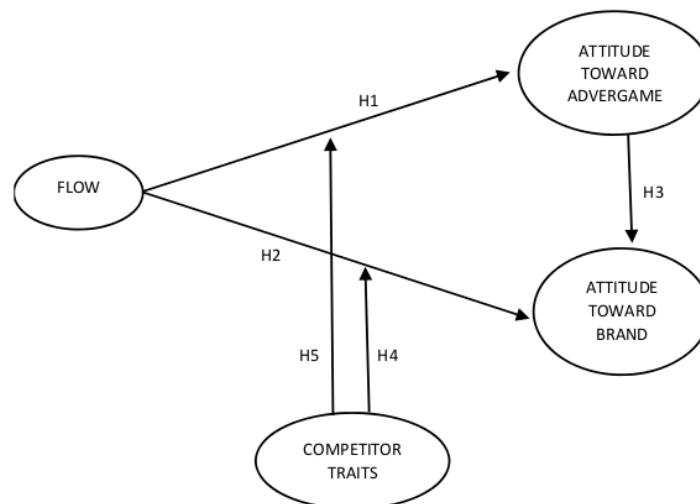 ATTITUDE
TOWARD
ADVERGAME
H1
FLOW
H3
H2
ATTITUDE
TOWARD
BRAND
H5
H4
COMPETITOR
TRAITS